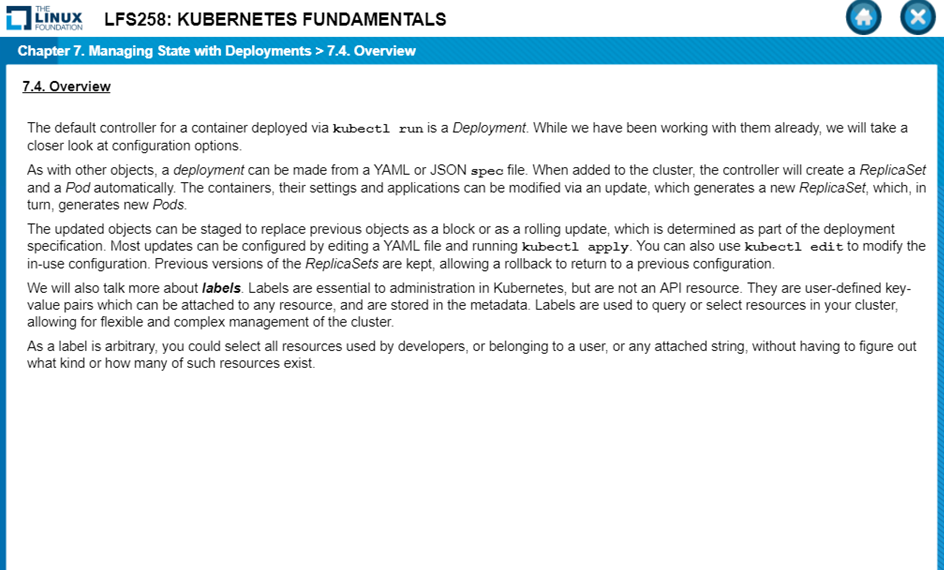 THE
LINUX
FOUNDATION
LFS258: KUBERNETES FUNDAMENTALS
Chapter 7. Managing State with Deployments > 7.4. Overview
7.4. Overview
The default controller for a container deployed via kubectl run is a Deployment. While we have been working with them already, we will take a
closer look at configuration options.
As with other objects, a deployment can be made from a YAML or JSON spec file. When added to the cluster, the controller will create a ReplicaSet
and a Pod automatically. The containers, their settings and applications can be modified via an update, which generates a new ReplicaSet, which, in
turn, generates new Pods.
The updated objects can be staged to replace previous objects as a block or as a rolling update, which is determined as part of the deployment
specification. Most updates can be configured by editing a YAML file and running kubectl apply. You can also use kubectl edit to modify the
in-use configuration. Previous versions of the ReplicaSets are kept, allowing a rollback to return to a previous configuration.
We will also talk more about labels. Labels are essential to administration in Kubernetes, but are not an API resource. They are user-defined key-
value pairs which can be attached to any resource, and are stored in the metadata. Labels are used to query or select resources in your cluster,
allowing for flexible and complex management of the cluster.
As a label is arbitrary, you could select all resources used by developers, or belonging to a user, or any attached string, without having to figure out
what kind or how many of such resources exist.